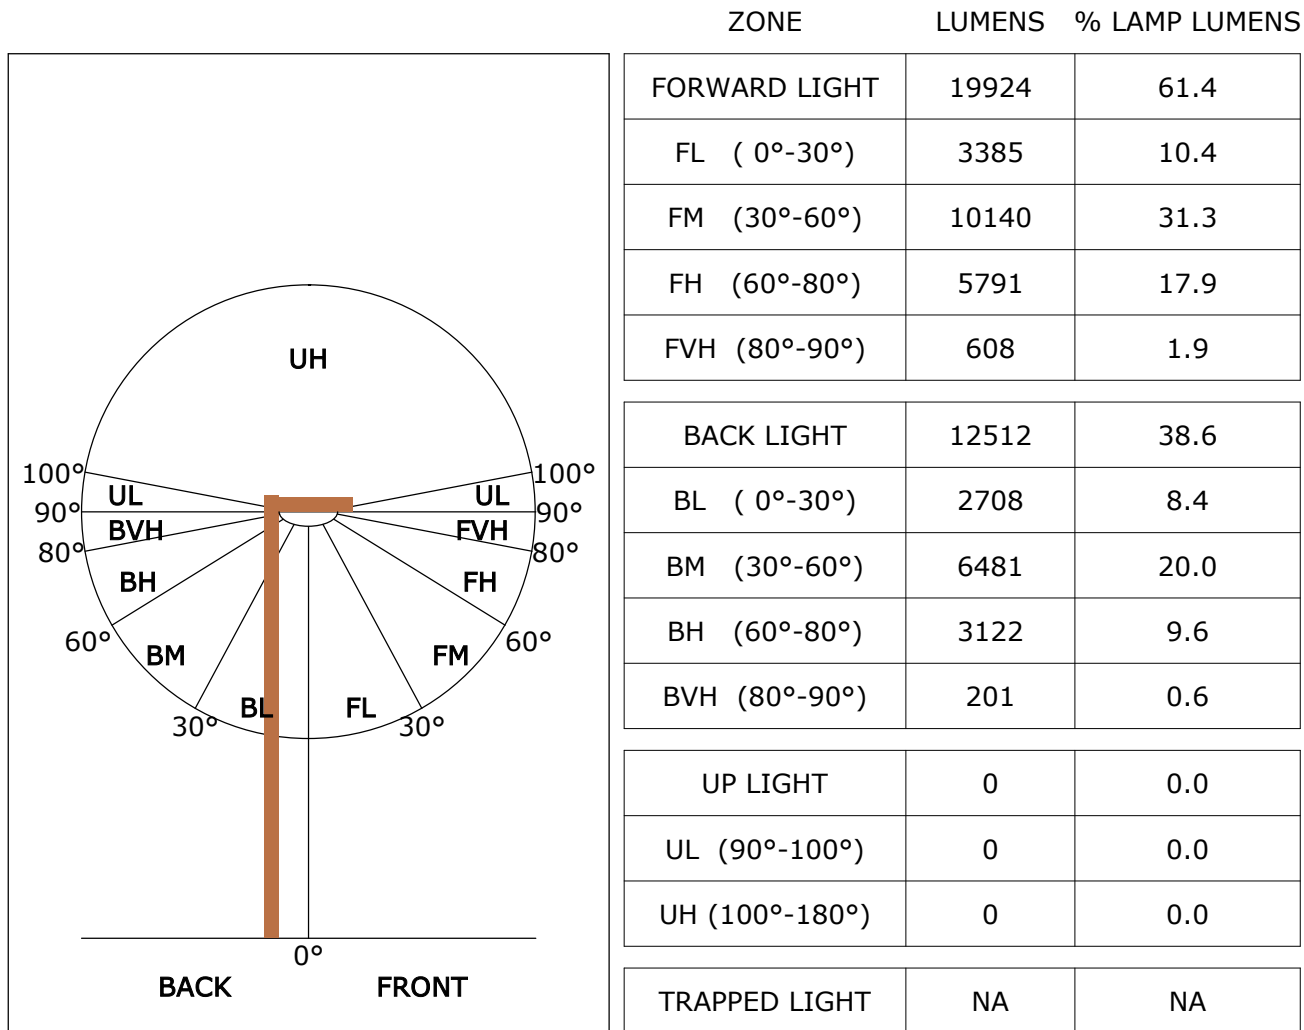 ZONE LUMENS % LAMP LUMENS
FORWARD LIGHT 19924 61.4
FL ( 0°-30°) 3385 10.4
FM (30°-60°) 10140 31.3
FH (60°-80°) 5791 17.9
FVH (80°-90°) 608 1.9
BACK LIGHT 12512 38.6
BL ( 0°-30°) 2708 8.4
BM (30°-60°) 6481 20.0
BH (60°-80°) 3122 9.6
BVH (80°-90°) 201 0.6
UP LIGHT 0 0.0
UL (90°-100°) 0 0.0
UH (100°-180°) 0 0.0
TRAPPED LIGHT NA NA
UH
100° 100°
UL UL
90° 90°
BVH FVH
80° 80°
BH FH
60° 60°
BM FM
BL FL
30° 30°
0°
BACK FRONT